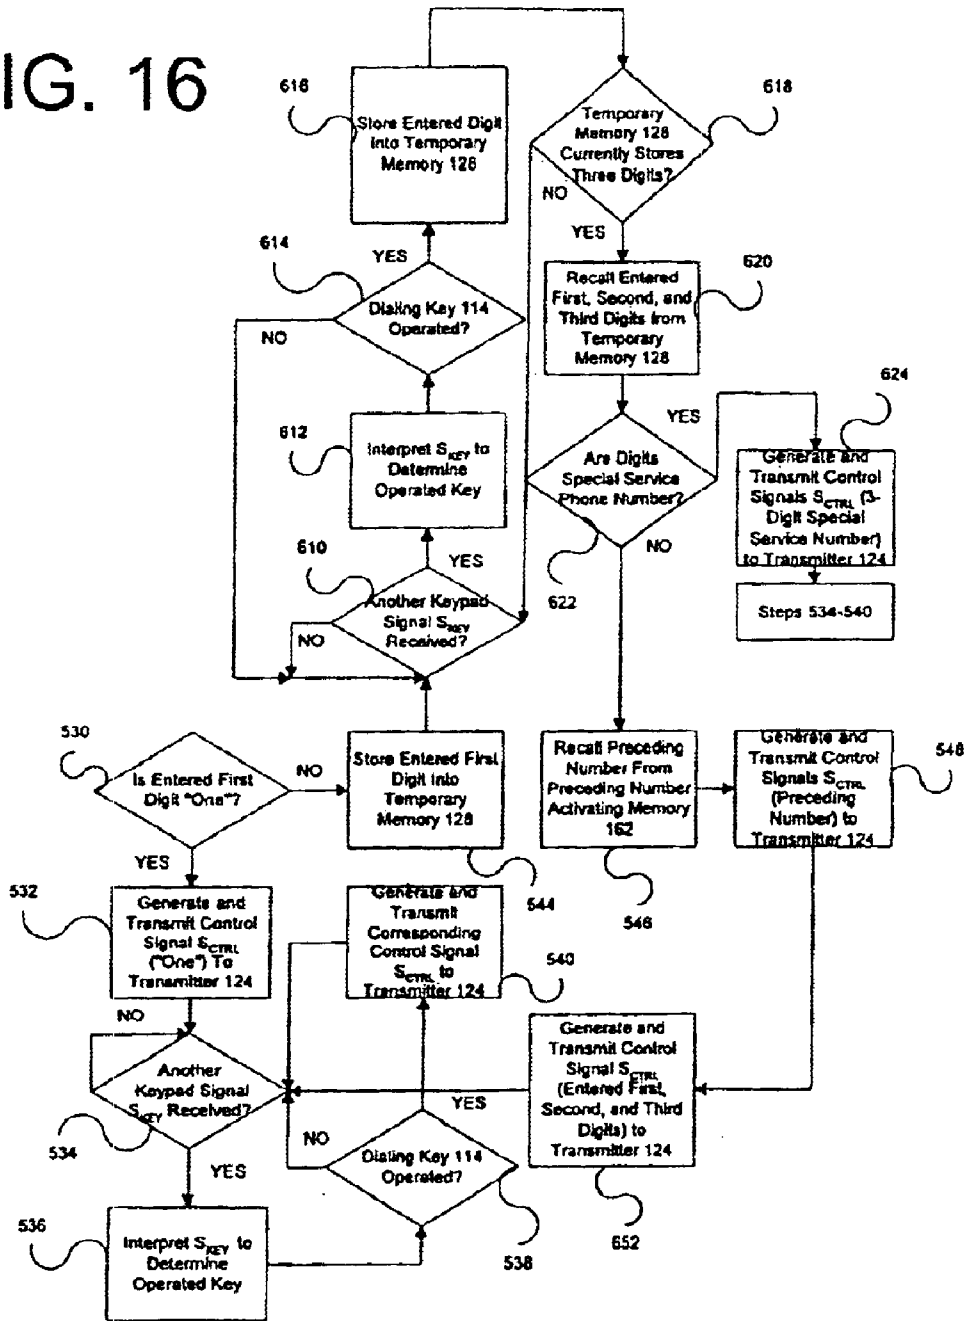 IG. 16
616
Store Entered Digit
Into Temporary
Memory 128
618
Temporary
Memory 128
Currently Stores
Three Digits?
NO
YES
614
YES
Dialing Key 114
Operated?
NO
620
Recall Entered
First, Second, and
Third Digits from
Temporary
Memory 128
624
YES
612
Interpret SKEY to
Determine
Operated Key
Are Digits
Special Service
Phone Number?
NO
622
Generate and
Transmit Control
Signals SCTRL (3-
Digit Special
Service Number)
to Transmitter 124
Steps 534-540
610
YES
Another Keypad
Signal SKEY
Received?
NO
530
Is Entered First
Digit "One"?
NO
YES
Store Entered First
Digit Into
Temporary
Memory 128
544
Recall Preceding
Number From
Preceding Number
Activating Memory
162
546
Generate and
Transmit Control
Signals SCTRL
(Preceding
Number) to
Transmitter 124
548
532
Generate and
Transmit Control
Signal SCTRL
("One") To
Transmitter 124
Generate and
Transmit
Corresponding
Control Signal
SCTRL to
Transmitter 124
540
NO
Another
Keypad Signal
SKEY Received?
534
YES
YES
NO
Dialing Key 114
Operated?
538
Generate and
Transmit Control
Signal SCTRL
(Entered First,
Second, and Third
Digits) to
Transmitter 124
652
536
Interpret SKEY to
Determine
Operated Key